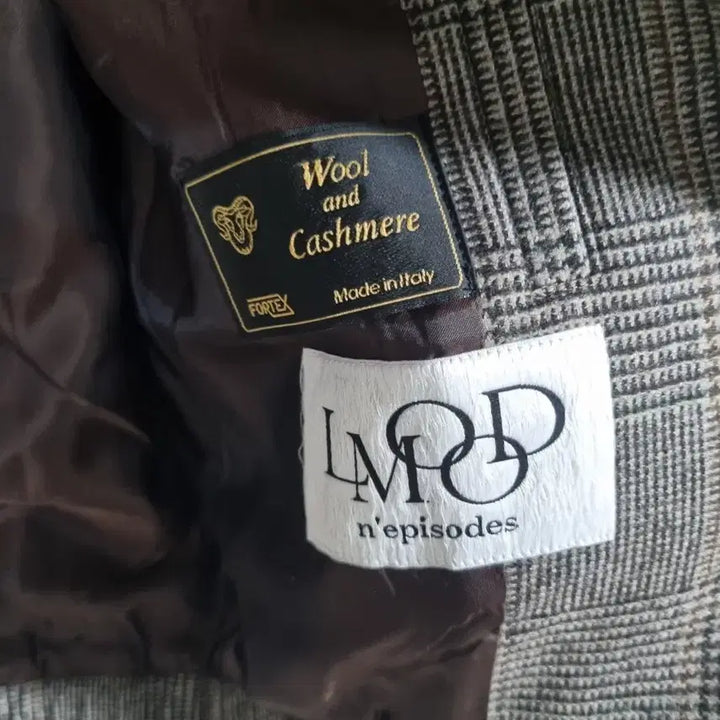 Wool
and
Cashmere
FORTEX
Made in Italy
LMOOD
n'episodes